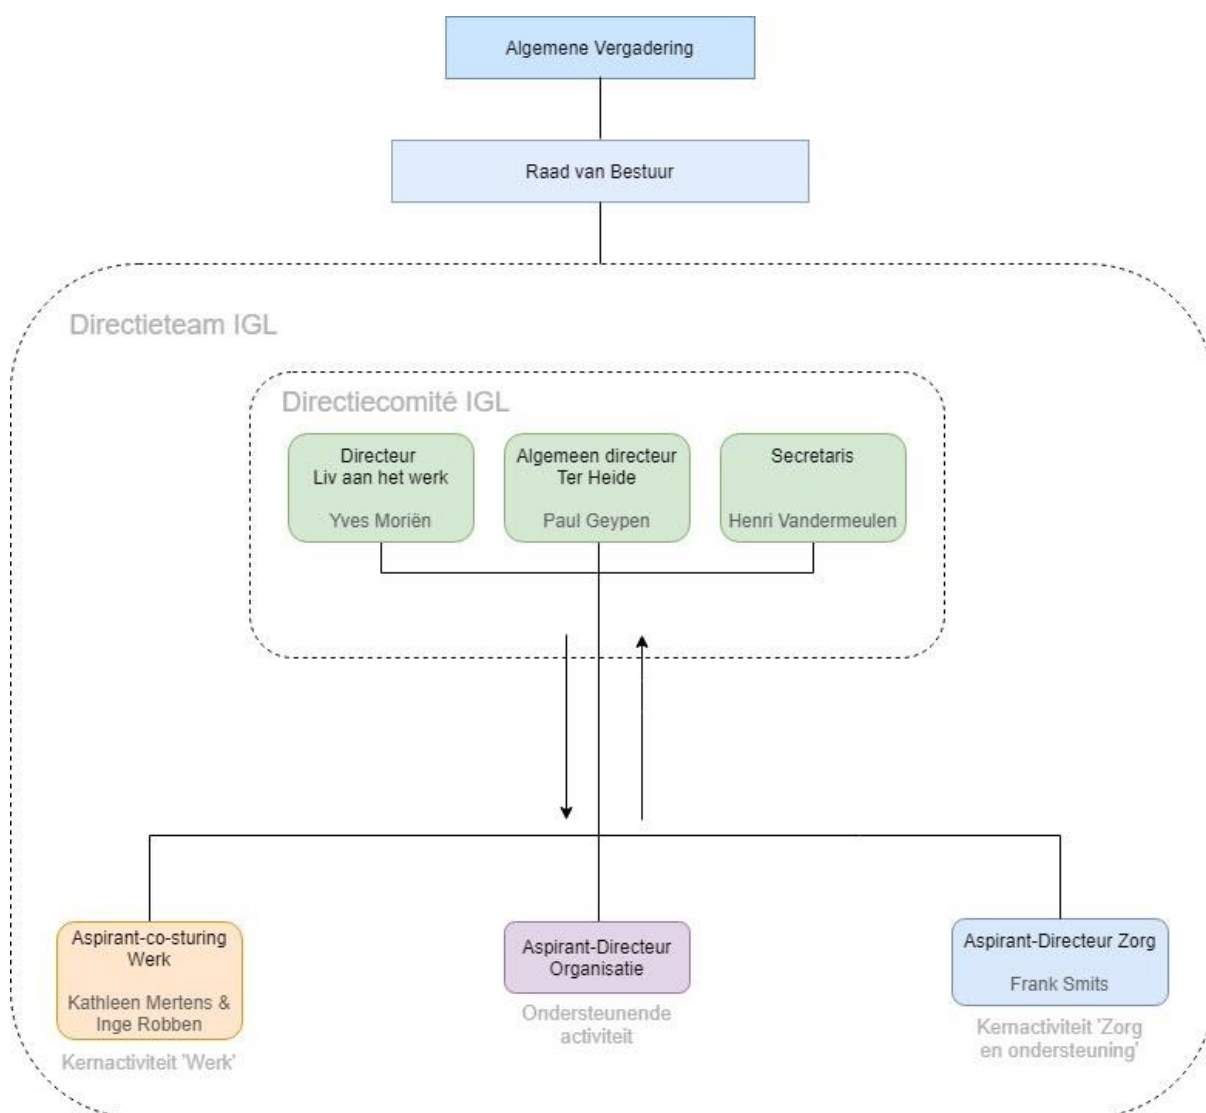 Algemene Vergadering
Raad van Bestuur
Directieteam IGL
Directiecomité IGL
Directeur
Liv aan het werk
Yves Moriën
Algemeen directeur
Ter Heide
Paul Geypen
Secretaris
Henri Vandermeulen
Aspirant-co-sturing
Werk
Kathleen Mertens &
Inge Robben
Kernactiviteit 'Werk'
Aspirant-Directeur
Organisatie
Ondersteunende
activiteit
Aspirant-Directeur Zorg
Frank Smits
Kernactiviteit 'Zorg
en ondersteuning'